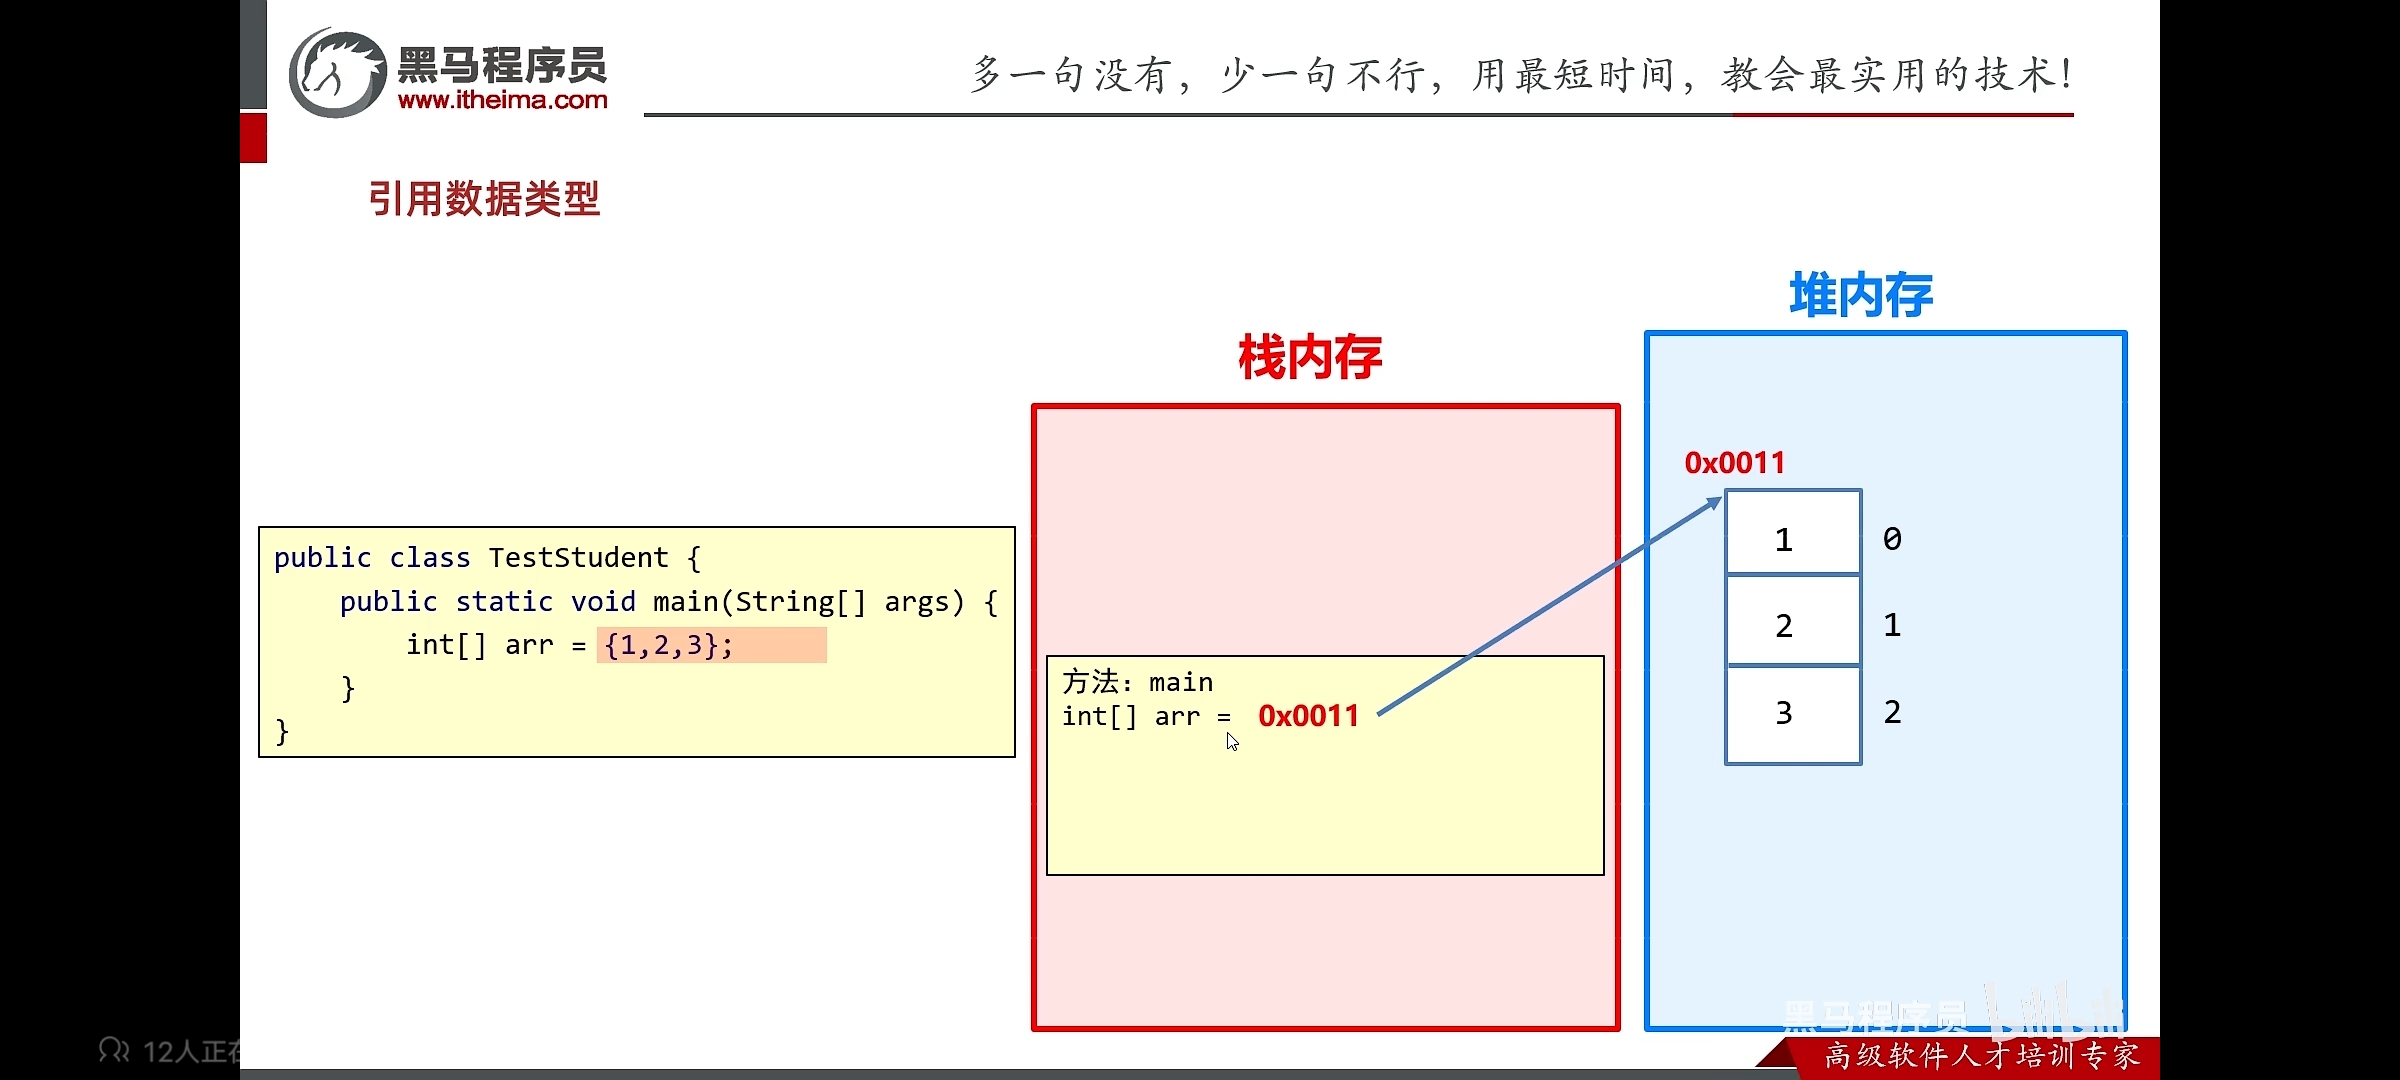 黑马程序员
www.itheima.com
多一句没有，少一句不行，用最短时间，教会最实用的技术！
引用数据类型
堆内存
栈内存
0x0011
public class TestStudent {
    public static void main(String[] args) {
        int[] arr = {1,2,3};
    }
}
方法：main
int[] arr = 0x0011
1 0
2 1
3 2
黑马程序员 bilibili
高级软件人才培训专家
12人正在